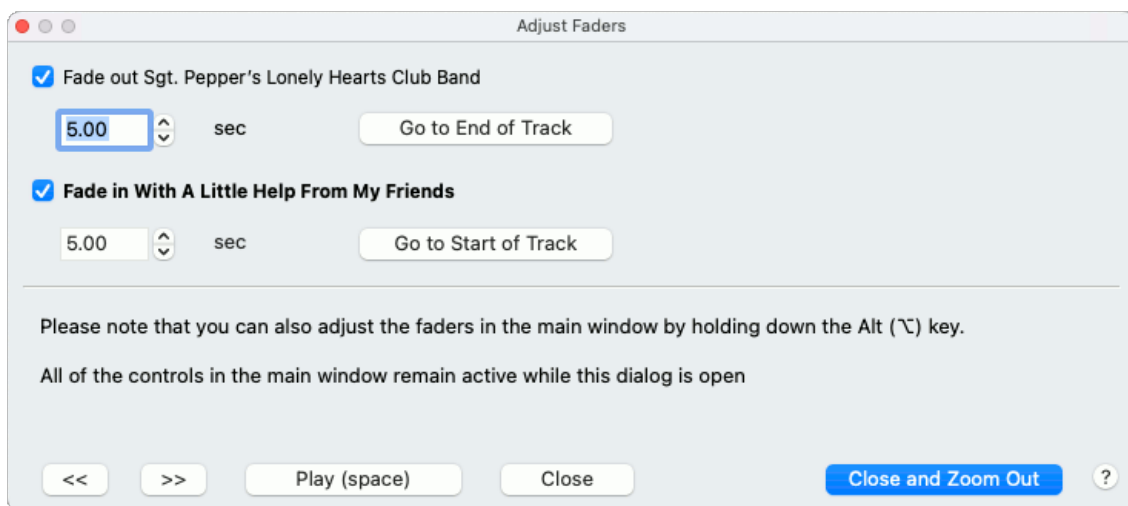 Adjust Faders
Fade out Sgt. Pepper's Lonely Hearts Club Band
5.00 sec Go to End of Track
Fade in With A Little Help From My Friends
5.00 sec Go to Start of Track
Please note that you can also adjust the faders in the main window by holding down the Alt (⌥) key.
All of the controls in the main window remain active while this dialog is open
<< >> Play (space) Close Close and Zoom Out ?